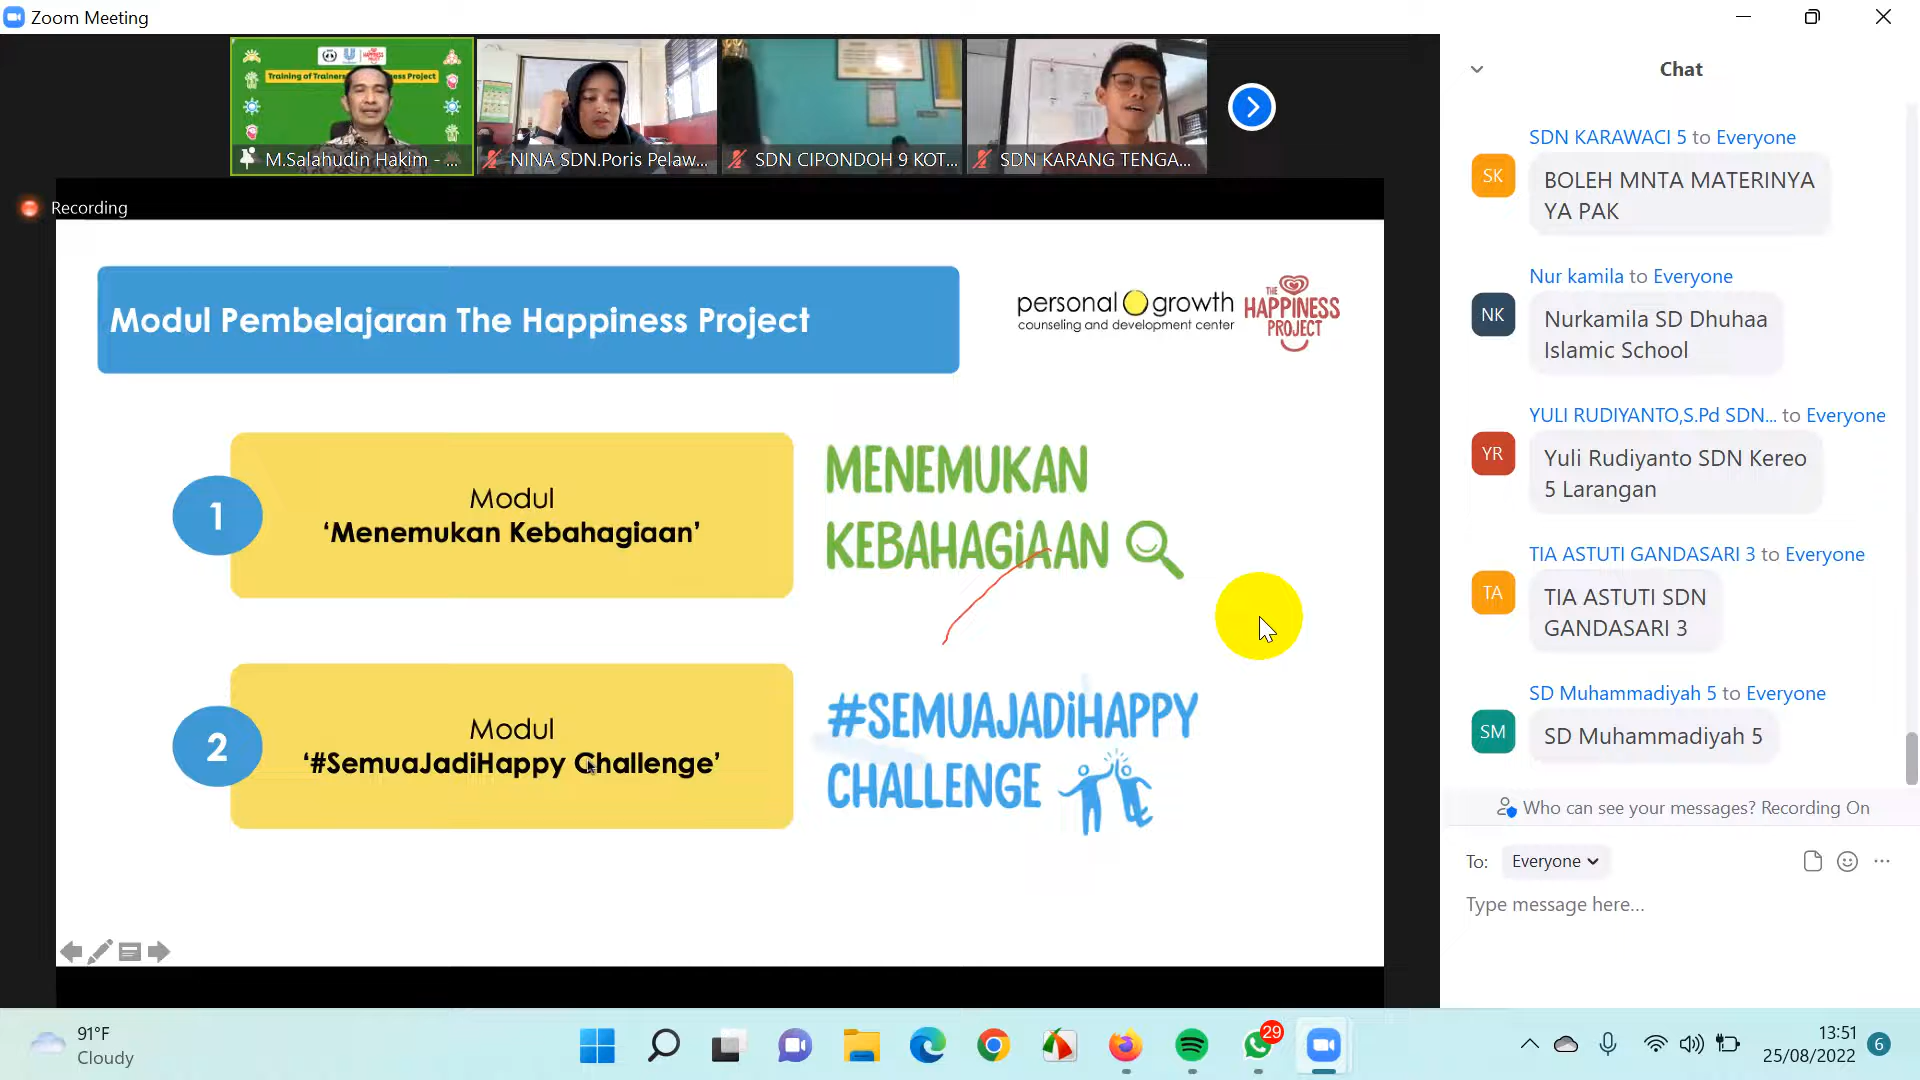 Zoom Meeting
Training of Trainers
ess Project
M.Salahudin Hakim - ...
NINA SDN.Poris Pelaw...
SDN CIPONDOH 9 KOT...
SDN KARANG TENGA...
Recording
Modul Pembelajaran The Happiness Project
personal growth
counseling and development center
THE
HAPPINESS
PROJECT
1
Modul
‘Menemukan Kebahagiaan’
MENEMUKAN
KEBAHAGiAAN
2
Modul
‘#SemuaJadiHappy Challenge’
#SEMUAJADiHAPPY
CHALLENGE
Chat
SDN KARAWACI 5 to Everyone
SK
BOLEH MNTA MATERINYA
YA PAK
Nur kamila to Everyone
NK
Nurkamila SD Dhuhaa
Islamic School
YULI RUDIYANTO,S.Pd SDN... to Everyone
YR
Yuli Rudiyanto SDN Kereo
5 Larangan
TIA ASTUTI GANDASARI 3 to Everyone
TA
TIA ASTUTI SDN
GANDASARI 3
SD Muhammadiyah 5 to Everyone
SM
SD Muhammadiyah 5
Who can see your messages? Recording On
To: Everyone
Type message here...
91°F
Cloudy
29
13:51
25/08/2022
6